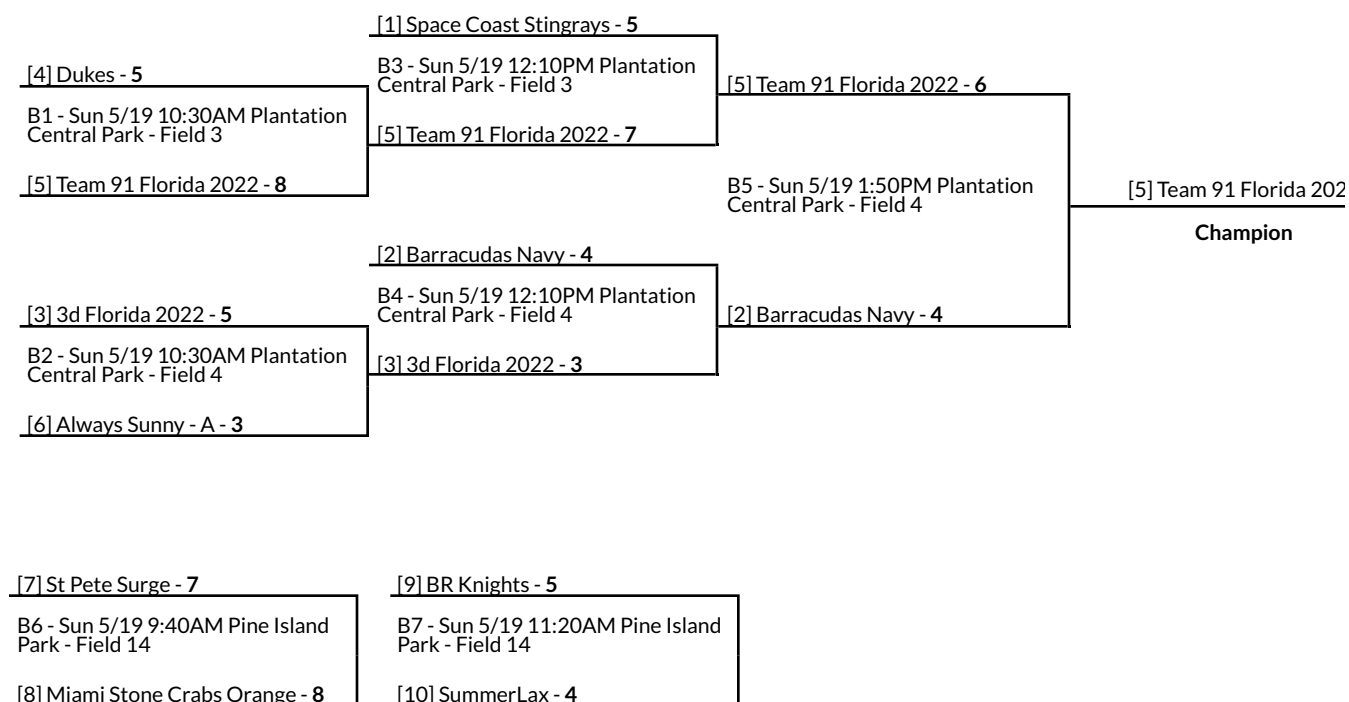 [1] Space Coast Stingrays - 5
[4] Dukes - 5
B3 - Sun 5/19 12:10PM Plantation
Central Park - Field 3
[5] Team 91 Florida 2022 - 6
B1 - Sun 5/19 10:30AM Plantation
Central Park - Field 3
[5] Team 91 Florida 2022 - 7
[5] Team 91 Florida 2022 - 8
B5 - Sun 5/19 1:50PM Plantation
Central Park - Field 4
[5] Team 91 Florida 202
Champion
[2] Barracudas Navy - 4
[3] 3d Florida 2022 - 5
B4 - Sun 5/19 12:10PM Plantation
Central Park - Field 4
[2] Barracudas Navy - 4
B2 - Sun 5/19 10:30AM Plantation
Central Park - Field 4
[3] 3d Florida 2022 - 3
[6] Always Sunny - A - 3
[7] St Pete Surge - 7
B6 - Sun 5/19 9:40AM Pine Island
Park - Field 14
[8] Miami Stone Crabs Orange - 8
[9] BR Knights - 5
B7 - Sun 5/19 11:20AM Pine Island
Park - Field 14
[10] SummerLax - 4